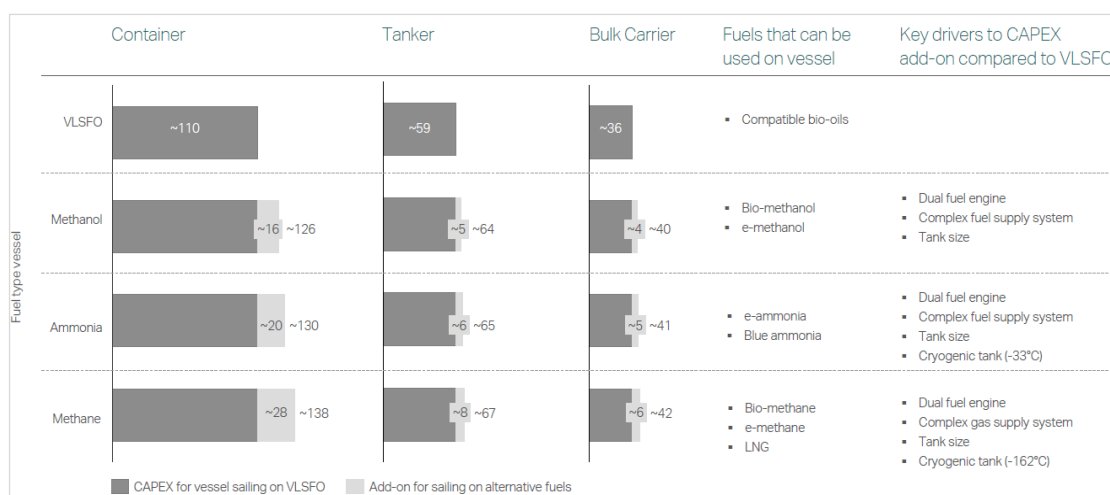 Container
Tanker
Bulk Carrier
Fuels that can be
used on vessel
Key drivers to CAPEX
add-on compared to VLSFO
Fuel type vessel
VLSFO
~110
~59
~36
▪ Compatible bio-oils
Methanol
~16 ~126
~5 ~64
~4 ~40
▪ Bio-methanol
▪ e-methanol
▪ Dual fuel engine
▪ Complex fuel supply system
▪ Tank size
Ammonia
~20 ~130
~6 ~65
~5 ~41
▪ e-ammonia
▪ Blue ammonia
▪ Dual fuel engine
▪ Complex fuel supply system
▪ Tank size
▪ Cryogenic tank (-33°C)
Methane
~28 ~138
~8 ~67
~6 ~42
▪ Bio-methane
▪ e-methane
▪ LNG
▪ Dual fuel engine
▪ Complex gas supply system
▪ Tank size
▪ Cryogenic tank (-162°C)
CAPEX for vessel sailing on VLSFO
Add-on for sailing on alternative fuels